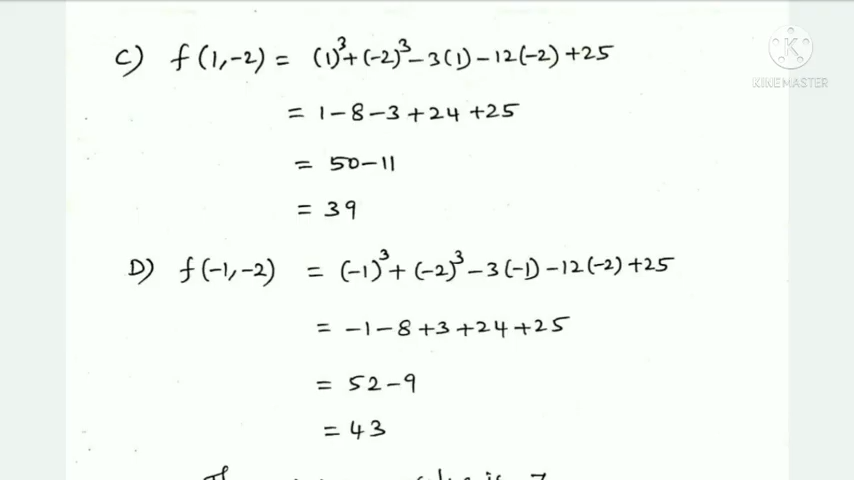 C) f(1,-2) = (1)³+(-2)³-3(1)-12(-2)+25
= 1-8-3+24+25
= 50-11
= 39
D) f(-1,-2) = (-1)³+(-2)³-3(-1)-12(-2)+25
= -1-8+3+24+25
= 52-9
= 43
K
KINEMASTER